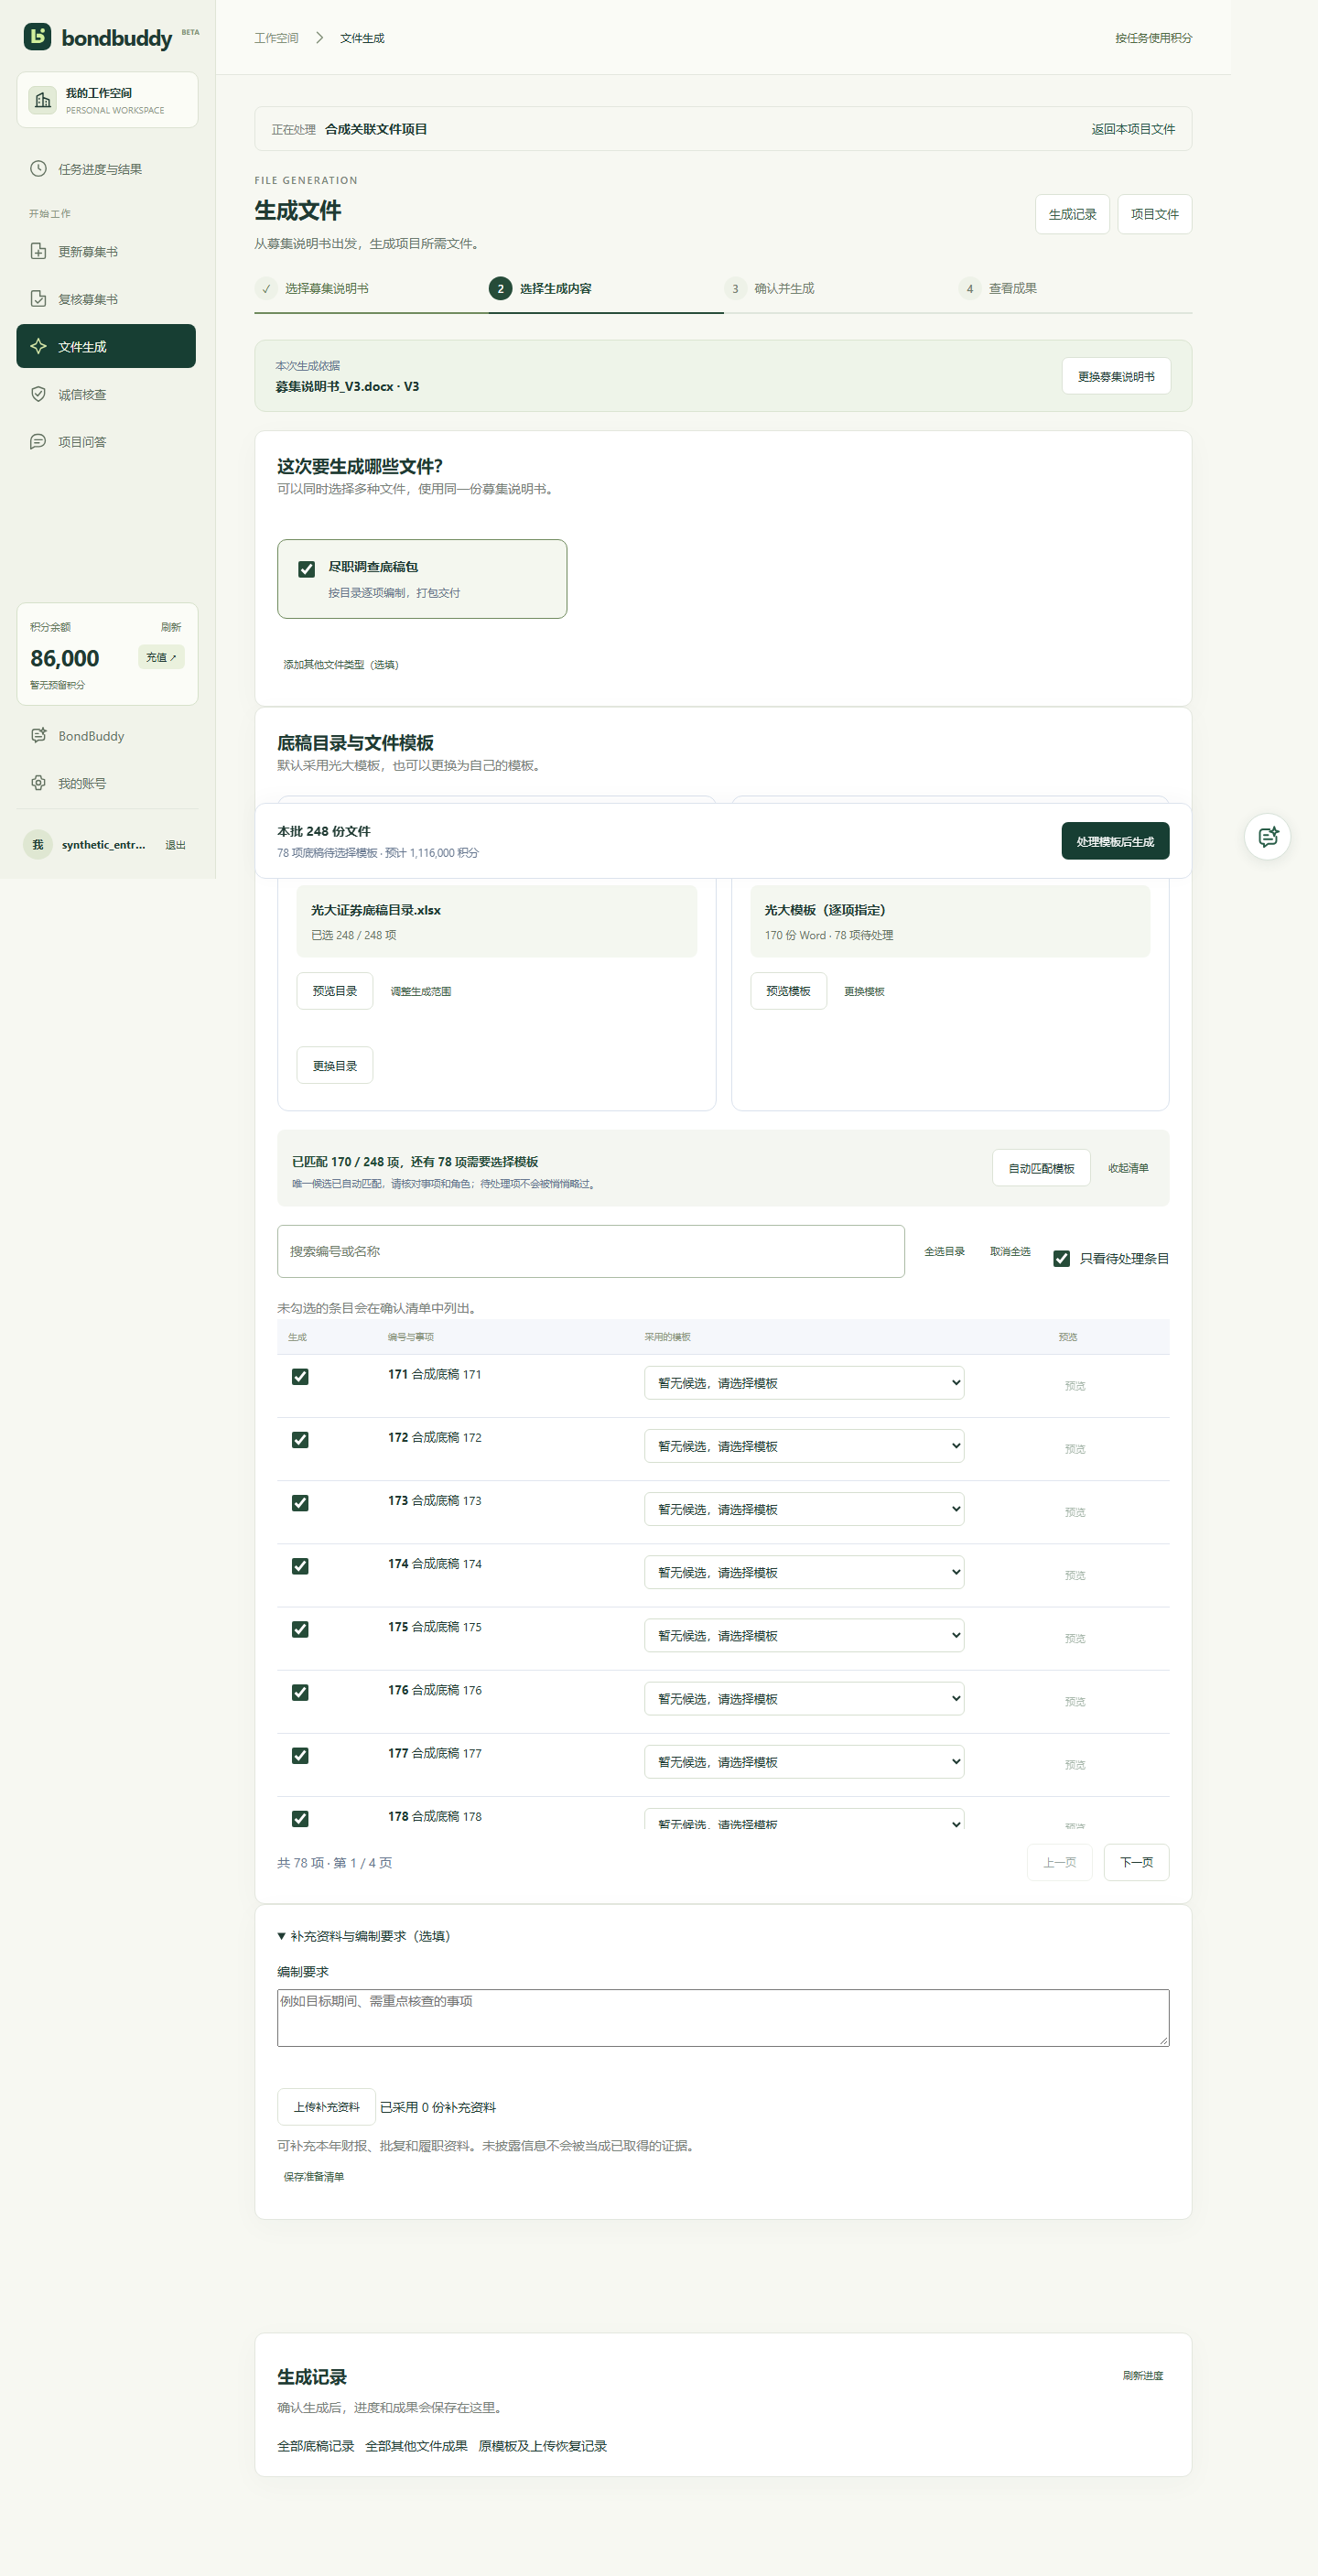 bondbuddy BETA
我的工作空间
PERSONAL WORKSPACE
任务进度与结果
开始工作
更新募集书
复核募集书
文件生成
诚信核查
项目问答
积分余额 刷新
86,000 充值 ↗
暂无预留积分
BondBuddy
我的账号
我 synthetic_entr... 退出
工作空间 文件生成 按任务使用积分
正在处理 合成关联文件项目 返回本项目文件
FILE GENERATION
生成文件
从募集说明书出发，生成项目所需文件。
生成记录 项目文件
✓ 选择募集说明书 2 选择生成内容 3 确认并生成 4 查看成果
本次生成依据
募集说明书_V3.docx · V3
更换募集说明书
这次要生成哪些文件？
可以同时选择多种文件，使用同一份募集说明书。
尽职调查底稿包
按目录逐项编制，打包交付
添加其他文件类型（选填）
底稿目录与文件模板
默认采用光大模板，也可以更换为自己的模板。
本批 248 份文件
78 项底稿待选择模板 · 预计 1,116,000 积分
处理模板后生成
光大证券底稿目录.xlsx
已选 248 / 248 项
预览目录 调整生成范围
更换目录
光大模板（逐项指定）
170 份 Word · 78 项待处理
预览模板 更换模板
已匹配 170 / 248 项，还有 78 项需要选择模板
唯一候选已自动匹配，请核对事项和角色；待处理项不会被悄悄略过。
自动匹配模板 收起清单
搜索编号或名称 全选目录 取消全选 只看待处理条目
未勾选的条目会在确认清单中列出。
生成 编号与事项 采用的模板 预览
171 合成底稿 171 暂无候选，请选择模板 预览
172 合成底稿 172 暂无候选，请选择模板 预览
173 合成底稿 173 暂无候选，请选择模板 预览
174 合成底稿 174 暂无候选，请选择模板 预览
175 合成底稿 175 暂无候选，请选择模板 预览
176 合成底稿 176 暂无候选，请选择模板 预览
177 合成底稿 177 暂无候选，请选择模板 预览
178 合成底稿 178 暂无候选，请选择模板 预览
共 78 项 · 第 1 / 4 页 上一页 下一页
▼ 补充资料与编制要求（选填）
编制要求
例如目标期间、需重点核查的事项
上传补充资料 已采用 0 份补充资料
可补充本年财报、批复和履职资料。未披露信息不会被当成已取得的证据。
保存准备清单
生成记录 刷新进度
确认生成后，进度和成果会保存在这里。
全部底稿记录 全部其他文件成果 原模板及上传恢复记录